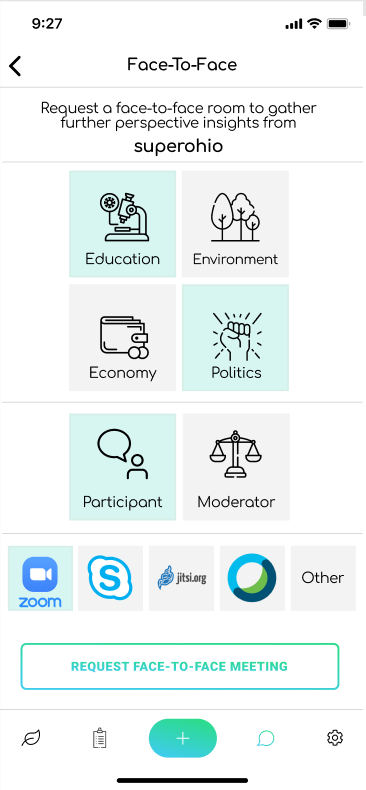 9:27
Face-To-Face
Request a face-to-face room to gather
further perspective insights from
superohio
Education
Environment
Economy
Politics
Participant
Moderator
zoom
jitsi.org
Other
REQUEST FACE-TO-FACE MEETING